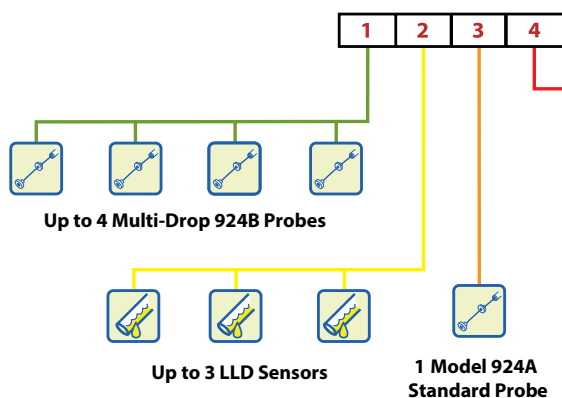 1 2 3 4
Up to 4 Multi-Drop 924B Probes
Up to 3 LLD Sensors
1 Model 924A
Standard Probe